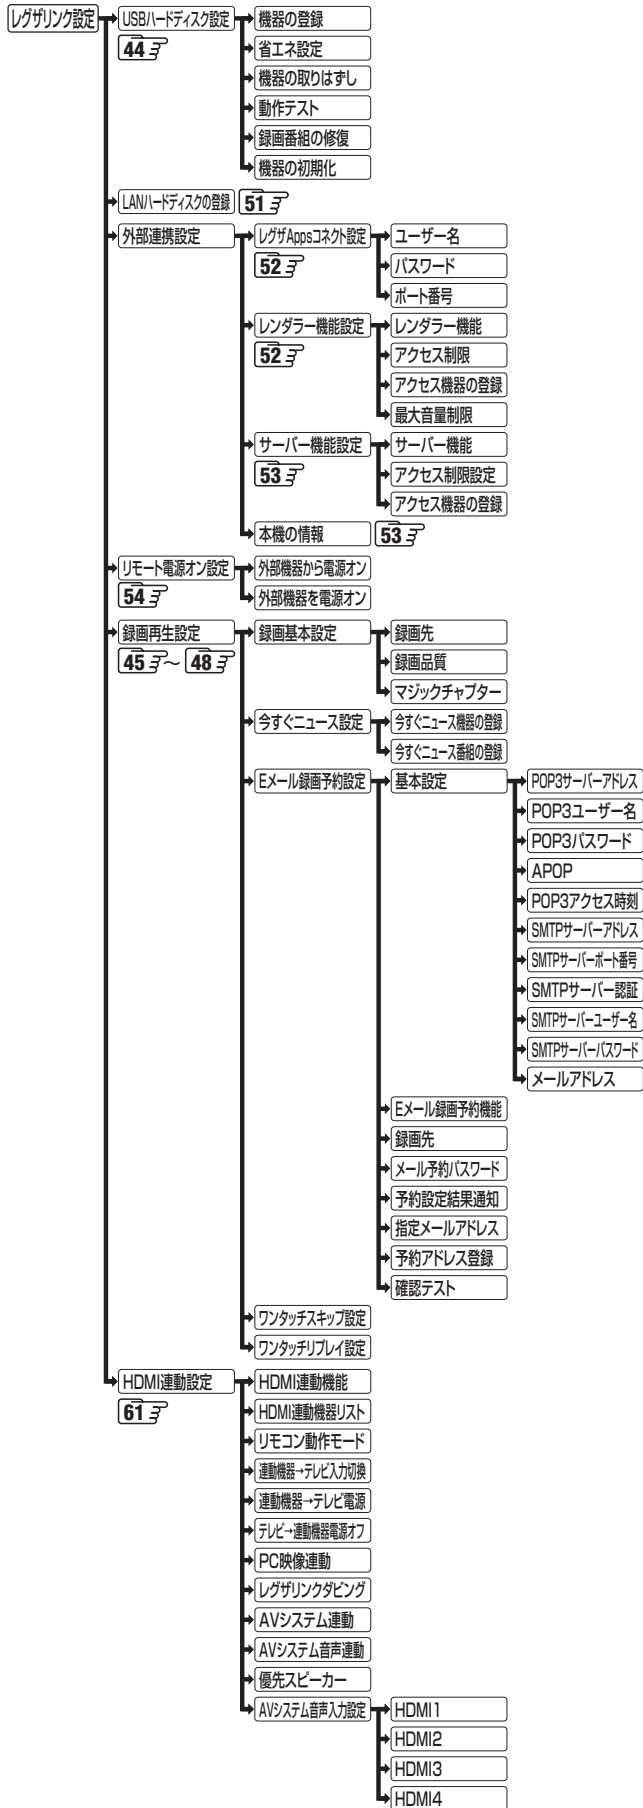 レグザリンク設定
USBハードディスク設定
44
機器の登録
省エネ設定
機器の取りはずし
動作テスト
録画番組の修復
機器の初期化
LANハードディスクの登録 51
外部連携設定
レグザAppsコネクト設定
52
ユーザー名
パスワード
ポート番号
レンダラー機能設定
52
レンダラー機能
アクセス制限
アクセス機器の登録
最大音量制限
サーバー機能設定
53
サーバー機能
アクセス制限設定
アクセス機器の登録
本機の情報 53
リモート電源オン設定
54
外部機器から電源オン
外部機器を電源オン
録画再生設定
45 ~ 48
録画基本設定
録画先
録画品質
マジックチャプター
今すぐニュース設定
今すぐニュース機器の登録
今すぐニュース番組の登録
Eメール録画予約設定
基本設定
POP3サーバーアドレス
POP3ユーザー名
POP3パスワード
APOP
POP3アクセス時刻
SMTPサーバーアドレス
SMTPサーバーポート番号
SMTPサーバー認証
SMTPサーバーユーザー名
SMTPサーバーパスワード
メールアドレス
Eメール録画予約機能
録画先
メール予約パスワード
予約設定結果通知
指定メールアドレス
予約アドレス登録
確認テスト
ワンタッチスキップ設定
ワンタッチリプレイ設定
HDMI連動設定
61
HDMI連動機能
HDMI連動機器リスト
リモコン動作モード
連動機器→テレビ入力切換
連動機器→テレビ電源
テレビ→連動機器電源オフ
PC映像連動
レグザリンクダビング
AVシステム連動
AVシステム音声連動
優先スピーカー
AVシステム音声入力設定
HDMI1
HDMI2
HDMI3
HDMI4